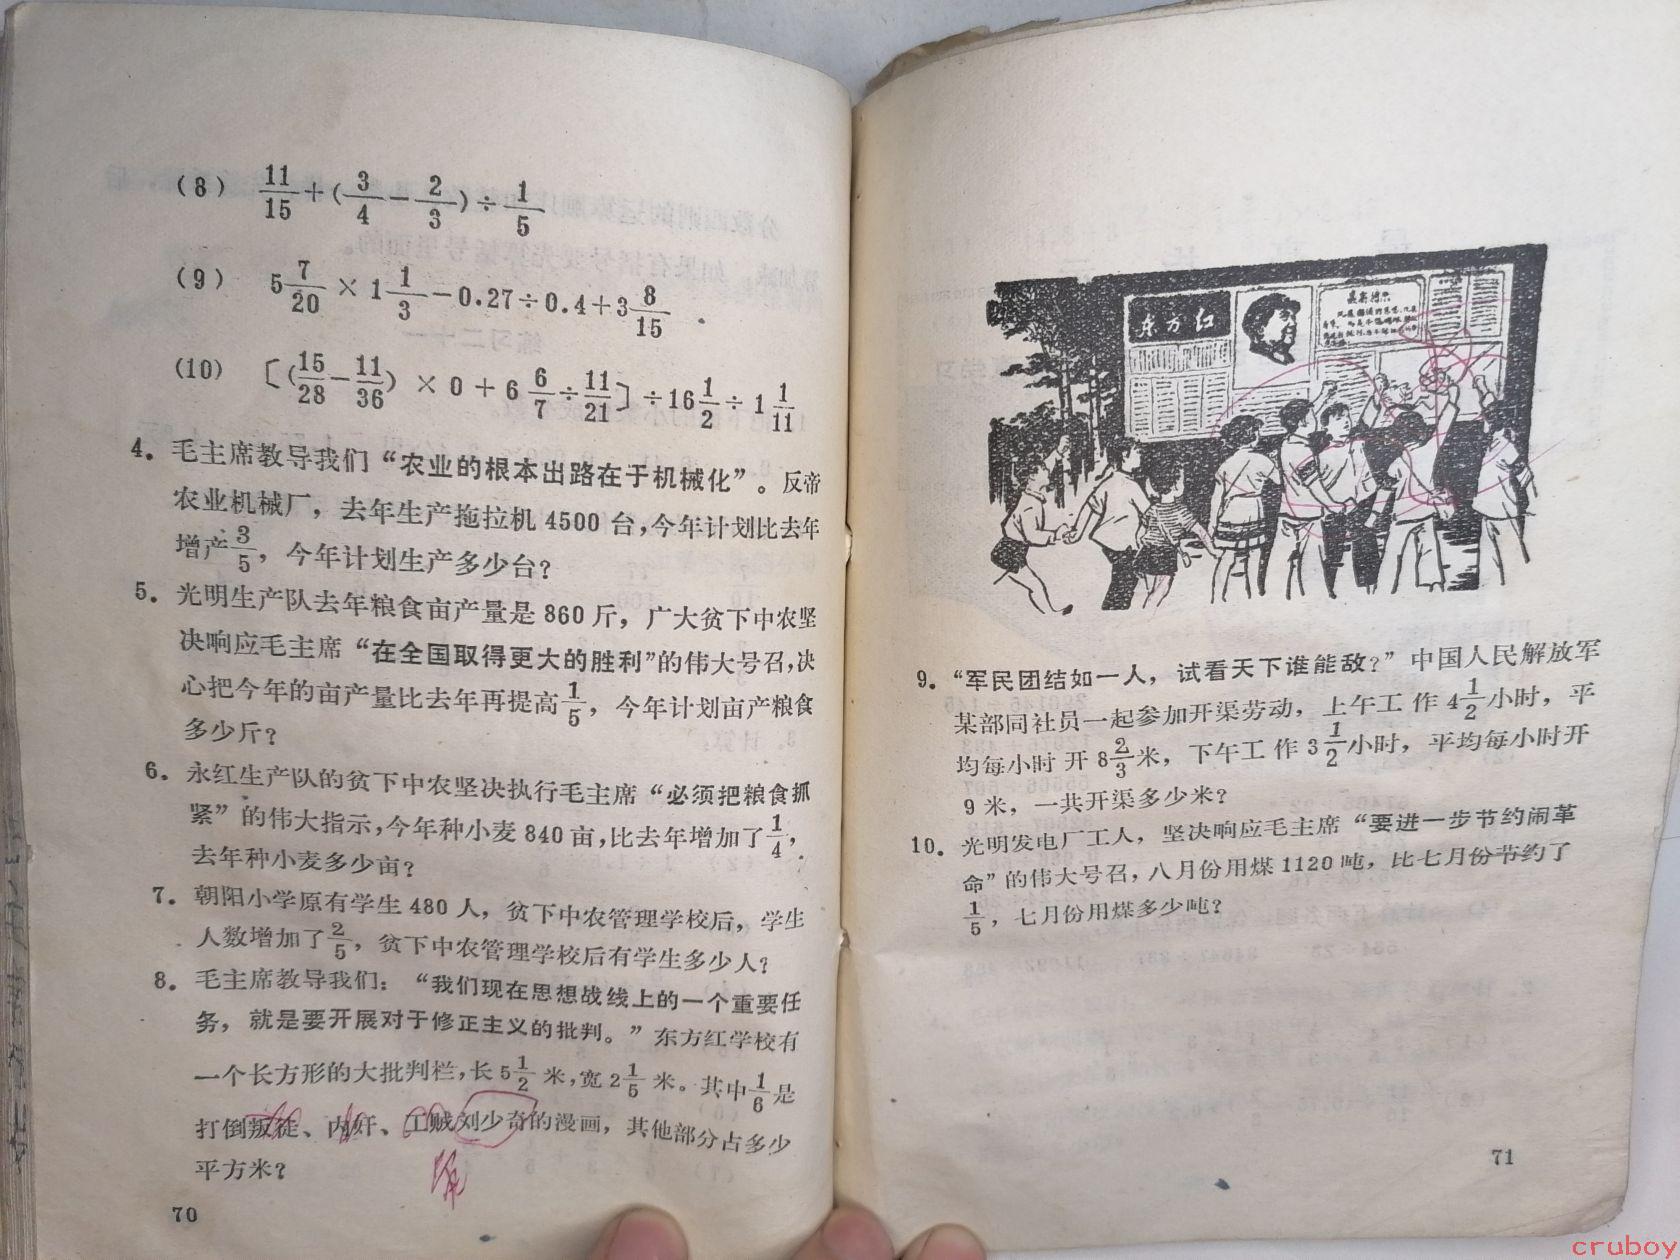 (8) 11/15+(3/4-2/3)÷1/5
(9) 5 7/20×1 1/3-0.27÷0.4+3 8/15
(10) [(15/28-11/36)×0+6 6/7÷11/21]÷16 1/2÷1 1/11
4. 毛主席教导我们“农业的根本出路在于机械化”。反帝
农业机械厂，去年生产拖拉机4500台，今年计划比去年
增产3/5，今年计划生产多少台？
5. 光明生产队去年粮食亩产量是860斤，广大贫下中农坚
决响应毛主席“在全国取得更大的胜利”的伟大号召，决
心把今年的亩产量比去年再提高1/5，今年计划亩产粮食
多少斤？
6. 永红生产队的贫下中农坚决执行毛主席“必须把粮食抓
紧”的伟大指示，今年种小麦840亩，比去年增加了1/4，
去年种小麦多少亩？
7. 朝阳小学原有学生480人，贫下中农管理学校后，学生
人数增加了2/5，贫下中农管理学校后有学生多少人？
8. 毛主席教导我们：“我们现在思想战线上的一个重要任
务，就是要开展对于修正主义的批判。”东方红学校有
一个长方形的大批判栏，长5 1/2米，宽2 1/5米。其中1/6是
打倒叛徒、内奸、工贼刘少奇的漫画，其他部分占多少
平方米？
70
东方红
9. “军民团结如一人，试看天下谁能敌？”中国人民解放军
某部同社员一起参加开渠劳动，上午工作4 1/2小时，平
均每小时开8 2/3米，下午工作3 1/2小时，平均每小时开
9米，一共开渠多少米？
10. 光明发电厂工人，坚决响应毛主席“要进一步节约闹革
命”的伟大号召，八月份用煤1120吨，比七月份节约了
1/5，七月份用煤多少吨？
71
cruboy